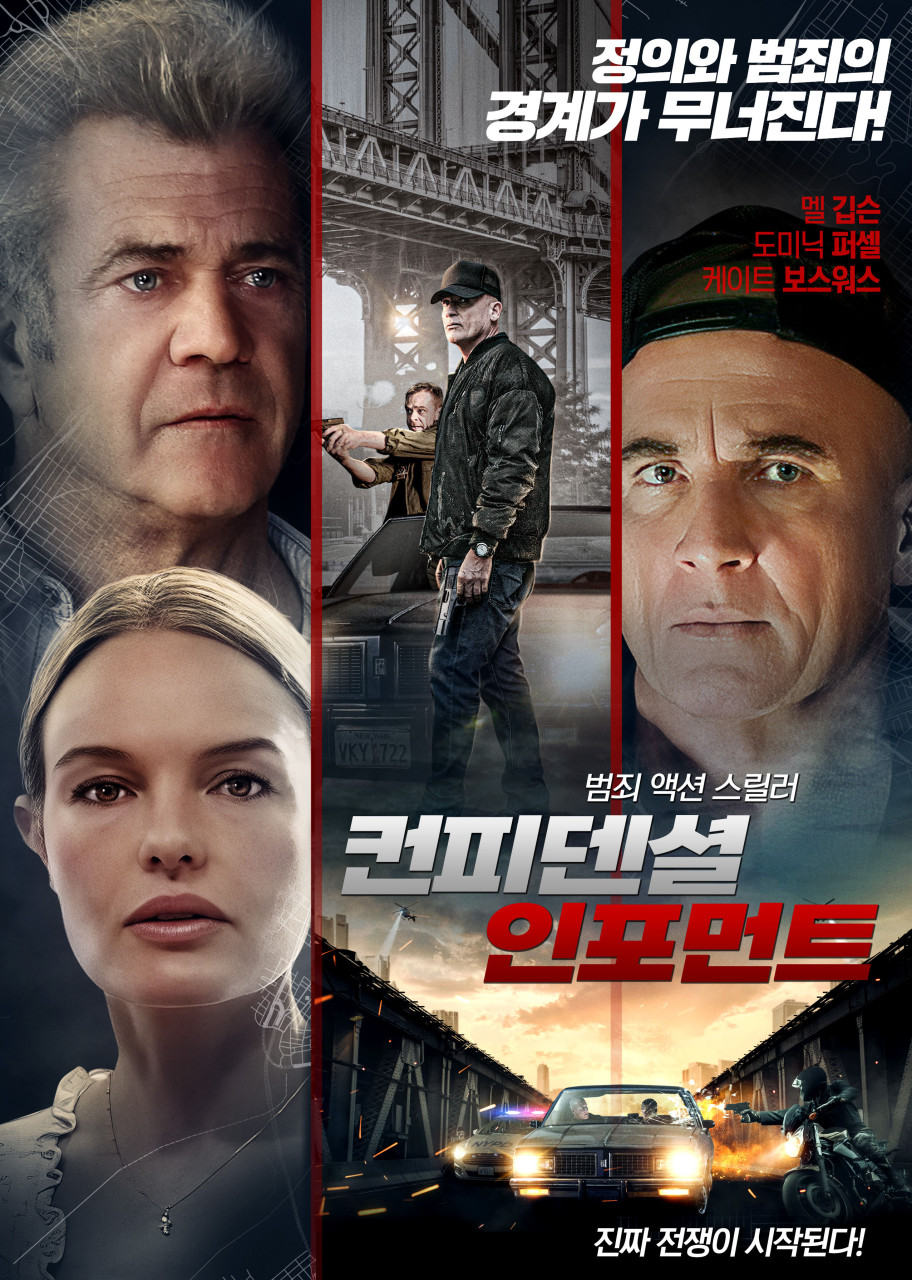 정의와 범죄의
경계가 무너진다!
멜 깁슨
도미닉 퍼셀
케이트 보스워스
범죄 액션 스릴러
컨피덴셜
인포먼트
진짜 전쟁이 시작된다!